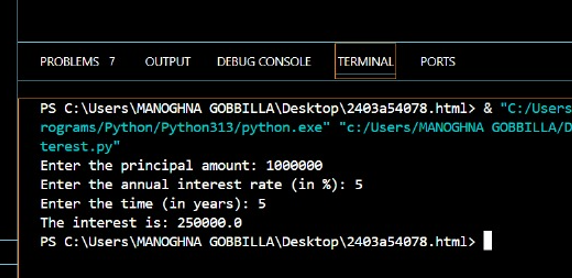 PROBLEMS 7 OUTPUT DEBUG CONSOLE TERMINAL PORTS
PS C:\Users\MANOGHNA GOBBILLA\Desktop\2403a54078.html> & "C:/Users
rograms/Python/Python313/python.exe" "c:/Users/MANOGHNA GOBBILLA/D
terest.py"
Enter the principal amount: 1000000
Enter the annual interest rate (in %): 5
Enter the time (in years): 5
The interest is: 250000.0
PS C:\Users\MANOGHNA GOBBILLA\Desktop\2403a54078.html>